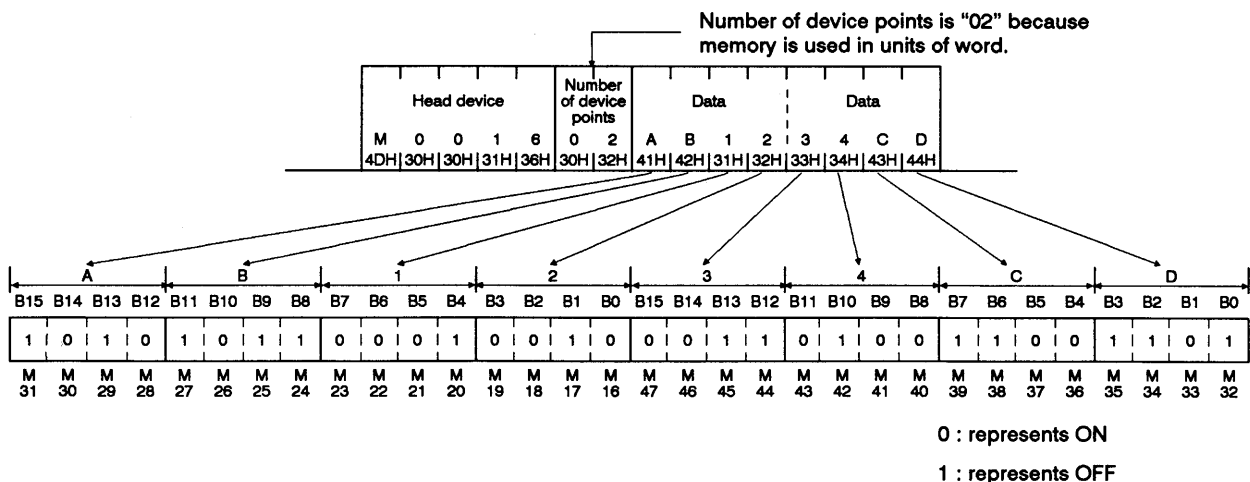 Number of device points is “02” because
memory is used in units of word.
Head device
Number
of device
points
Data
Data
M 0 0 1 6 0 2 A B 1 2 3 4 C D
4DH 30H 30H 31H 36H 30H 32H 41H 42H 31H 32H 33H 34H 43H 44H
A B 1 2 3 4 C D
B15 B14 B13 B12 B11 B10 B9 B8 B7 B6 B5 B4 B3 B2 B1 B0 B15 B14 B13 B12 B11 B10 B9 B8 B7 B6 B5 B4 B3 B2 B1 B0
1 0 1 0 1 0 1 1 0 0 0 1 0 0 1 0 0 0 1 1 0 1 0 0 1 1 0 0 1 1 0 1
M M M M M M M M M M M M M M M M M M M M M M M M M M M M M M M M
31 30 29 28 27 26 25 24 23 22 21 20 19 18 17 16 47 46 45 44 43 42 41 40 39 38 37 36 35 34 33 32
0 : represents ON
1 : represents OFF